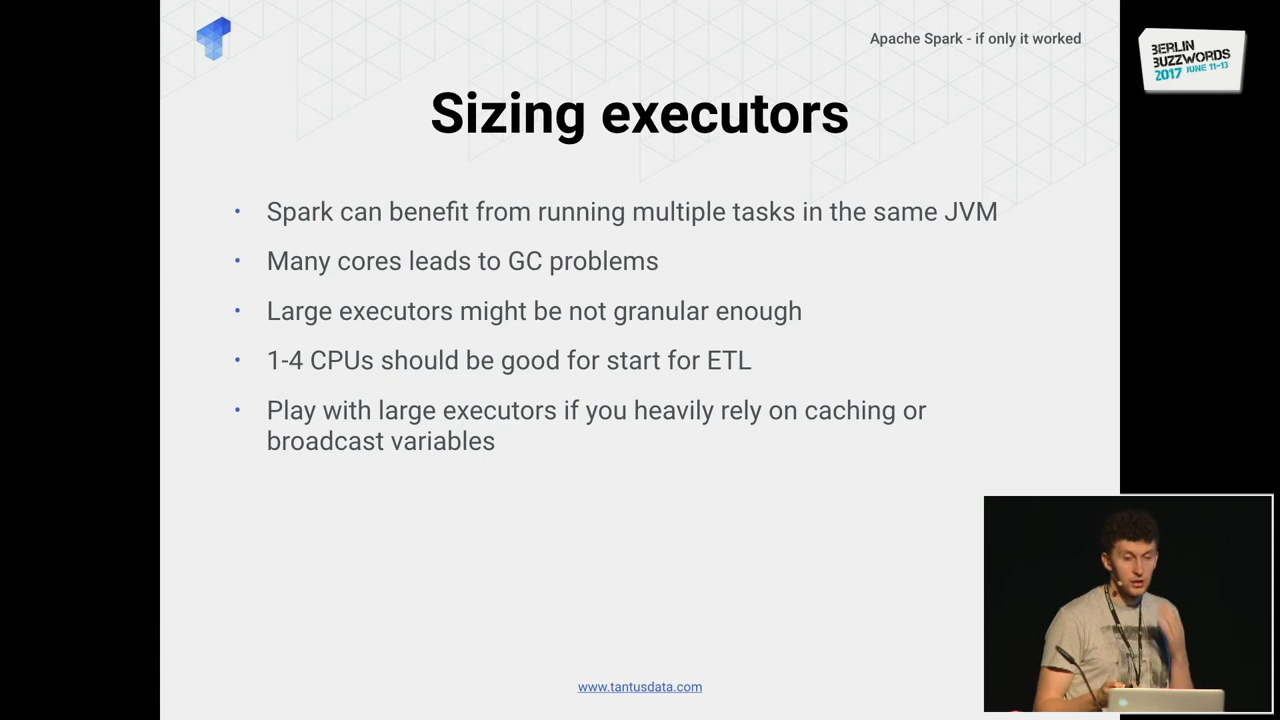 Apache Spark - if only it worked
BERLIN
BUZZWORDS
2017 JUNE 11-13
Sizing executors
• Spark can benefit from running multiple tasks in the same JVM
• Many cores leads to GC problems
• Large executors might be not granular enough
• 1-4 CPUs should be good for start for ETL
• Play with large executors if you heavily rely on caching or
broadcast variables
www.tantusdata.com